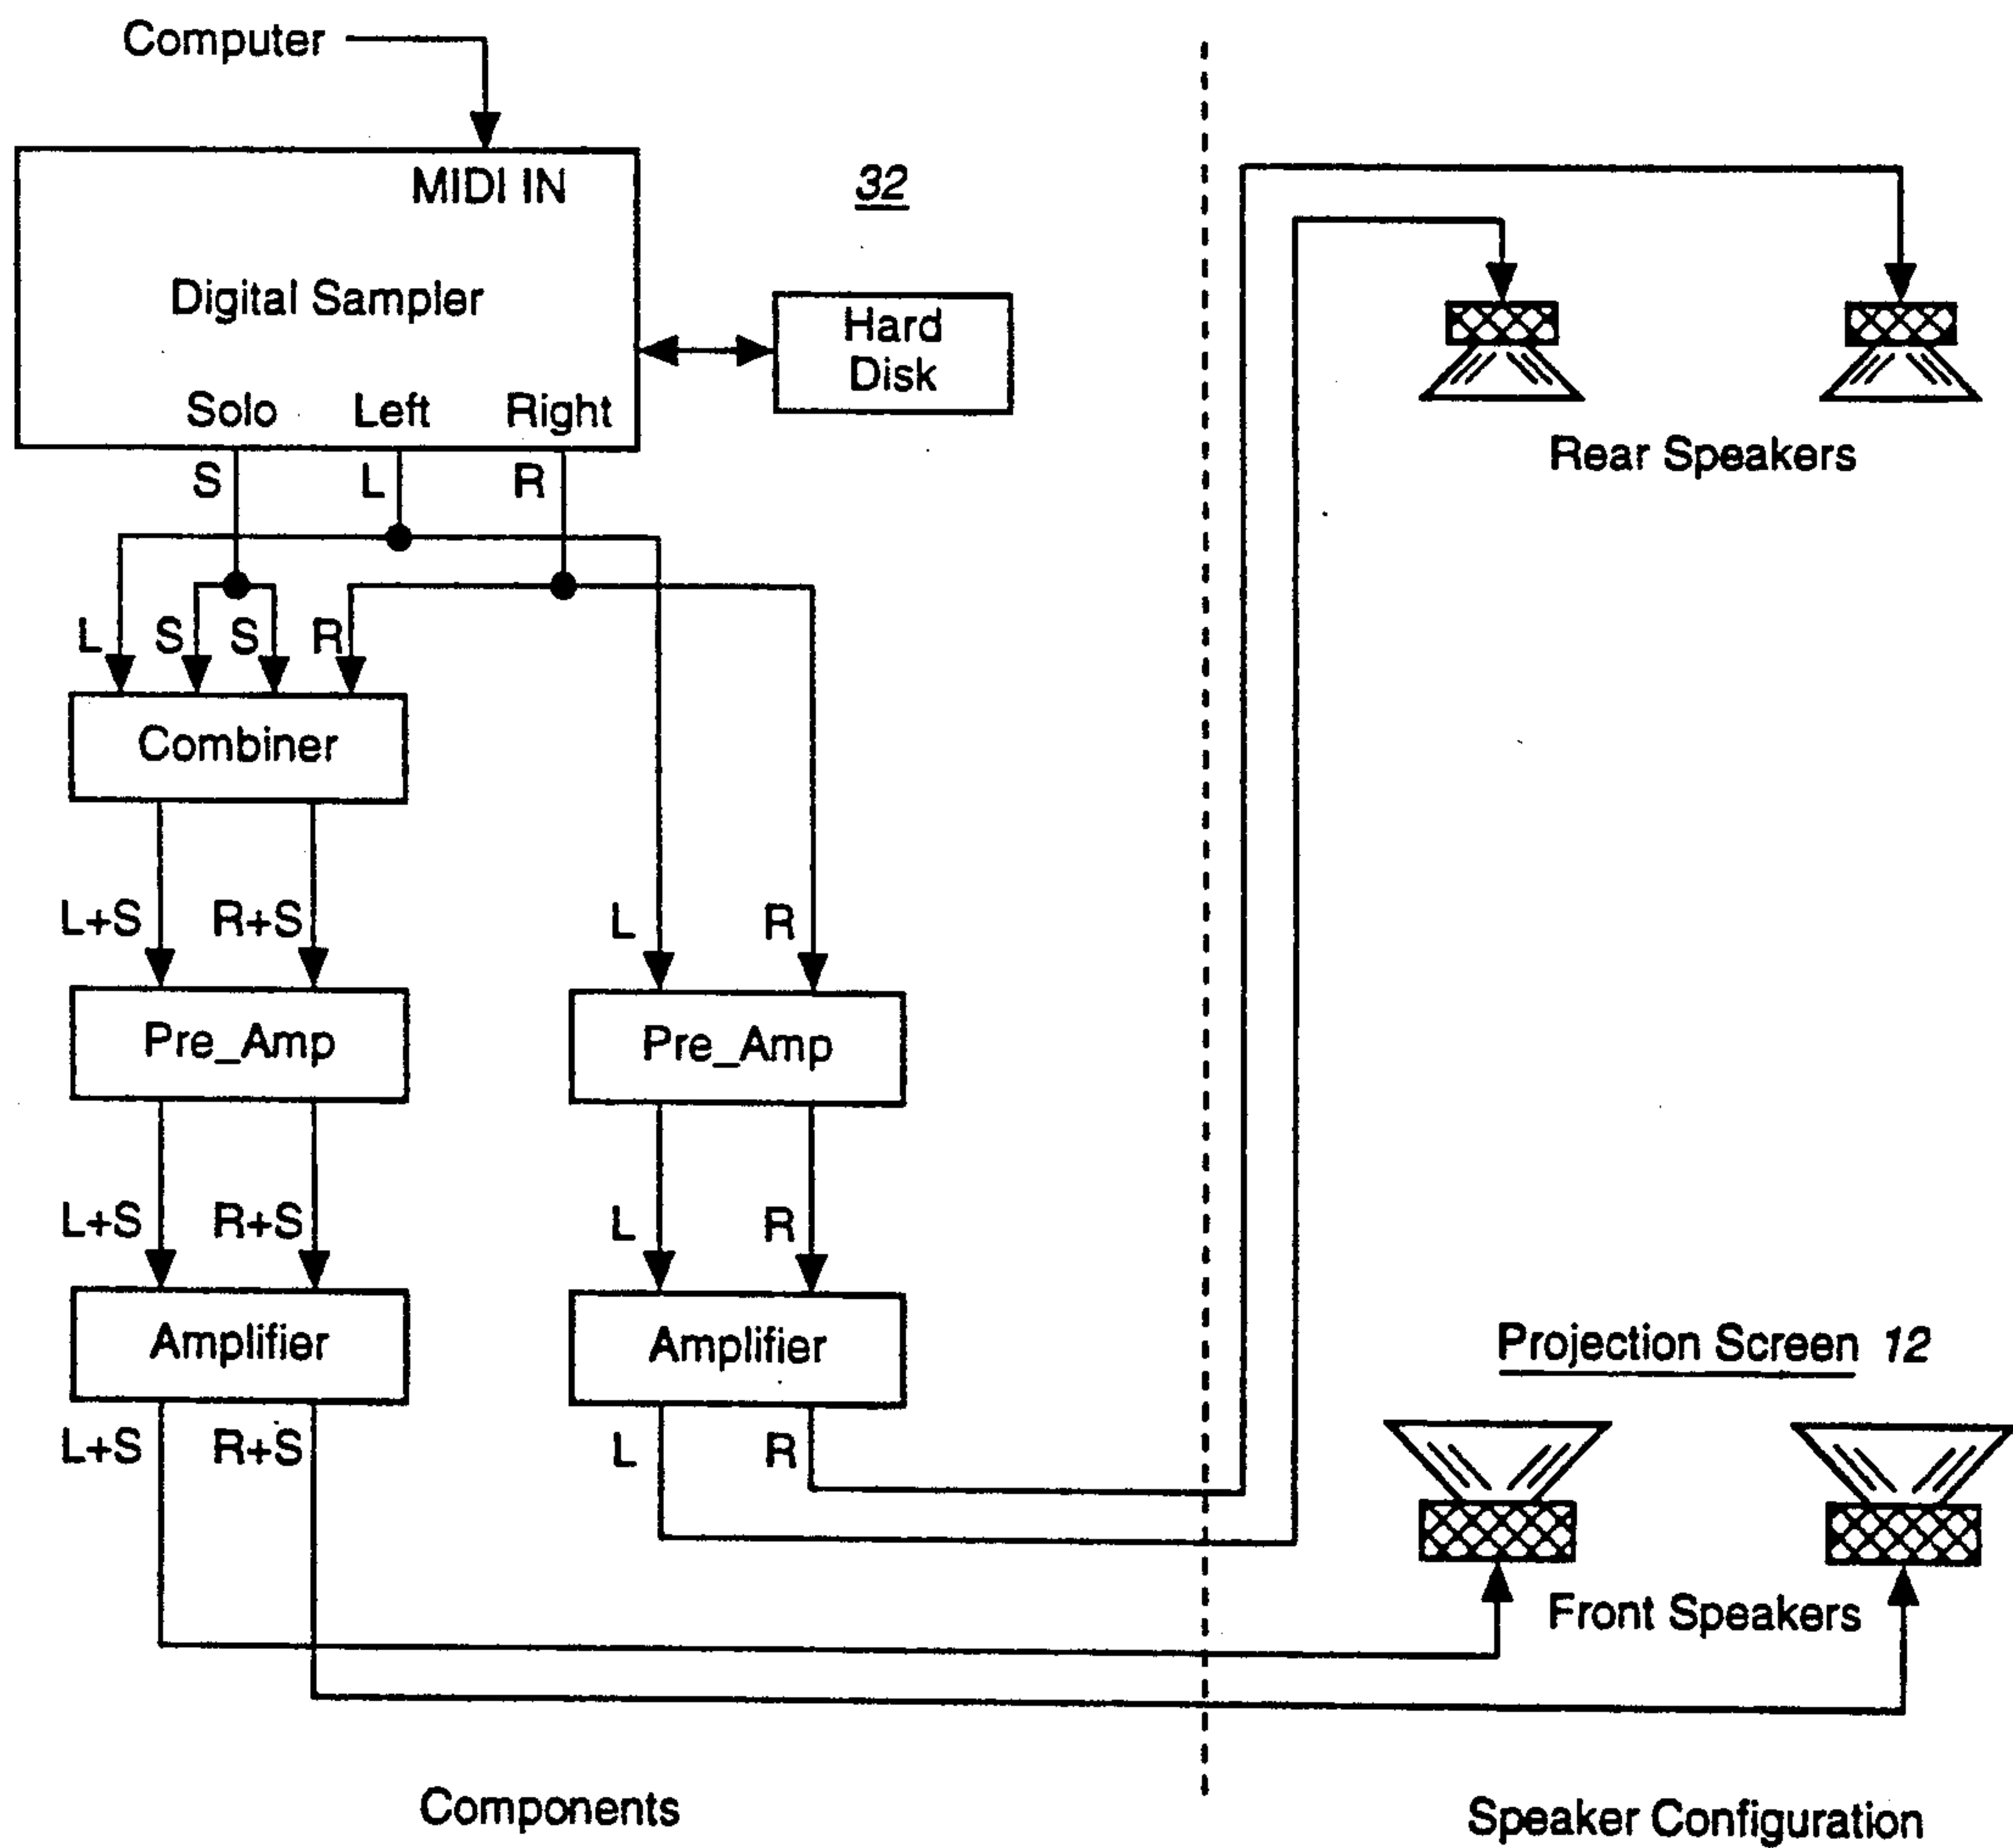 Computer
MIDI IN
32
Digital Sampler
Hard
Disk
Solo Left Right
S L R
Rear Speakers
L S S R
Combiner
L+S R+S L R
Pre_Amp Pre_Amp
L+S R+S L R
Amplifier Amplifier
Projection Screen 12
L+S R+S L R
Front Speakers
Components
Speaker Configuration